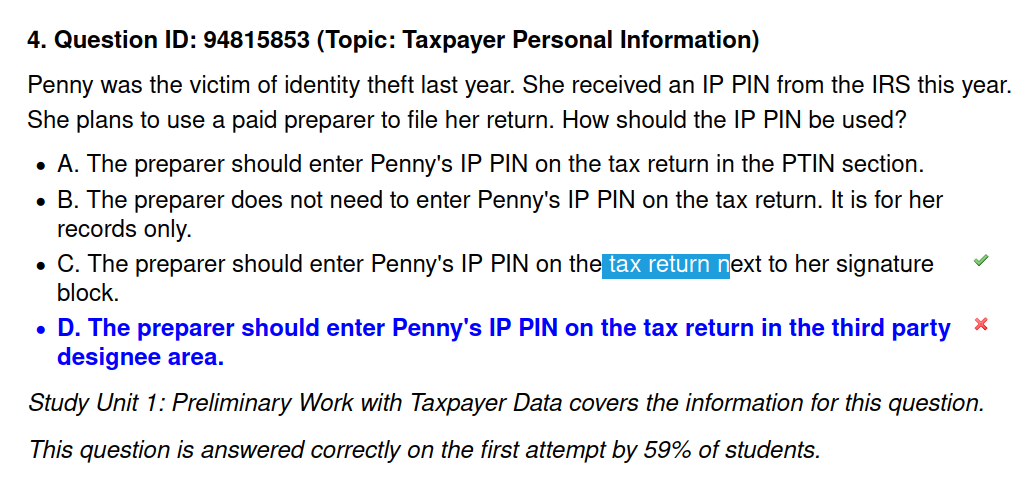 4. Question ID: 94815853 (Topic: Taxpayer Personal Information)
Penny was the victim of identity theft last year. She received an IP PIN from the IRS this year.
She plans to use a paid preparer to file her return. How should the IP PIN be used?
• A. The preparer should enter Penny's IP PIN on the tax return in the PTIN section.
• B. The preparer does not need to enter Penny's IP PIN on the tax return. It is for her
records only.
• C. The preparer should enter Penny's IP PIN on the tax return next to her signature
block.
• D. The preparer should enter Penny's IP PIN on the tax return in the third party
designee area.
Study Unit 1: Preliminary Work with Taxpayer Data covers the information for this question.
This question is answered correctly on the first attempt by 59% of students.